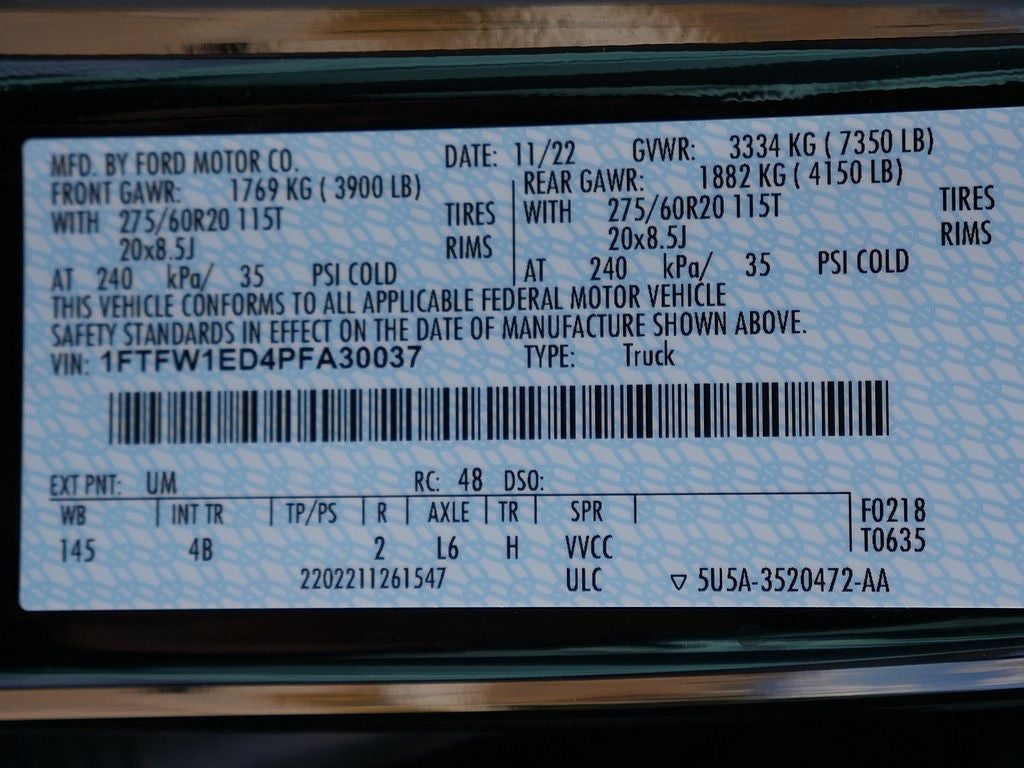 MFD. BY FORD MOTOR CO. DATE: 11/22 GVWR: 3334 KG ( 7350 LB)
FRONT GAWR: 1769 KG ( 3900 LB) REAR GAWR: 1882 KG ( 4150 LB)
WITH 275/60R20 115T TIRES WITH 275/60R20 115T TIRES
20x8.5J RIMS 20x8.5J RIMS
AT 240 kPa/ 35 PSI COLD AT 240 kPa/ 35 PSI COLD
THIS VEHICLE CONFORMS TO ALL APPLICABLE FEDERAL MOTOR VEHICLE
SAFETY STANDARDS IN EFFECT ON THE DATE OF MANUFACTURE SHOWN ABOVE.
VIN: 1FTFW1ED4PFA30037 TYPE: Truck
EXT PNT: UM RC: 48 DSO:
WB INT TR TP/PS R AXLE TR SPR F0218
145 4B 2 L6 H VVCC T0635
2202211261547 ULC ▽ 5U5A-3520472-AA